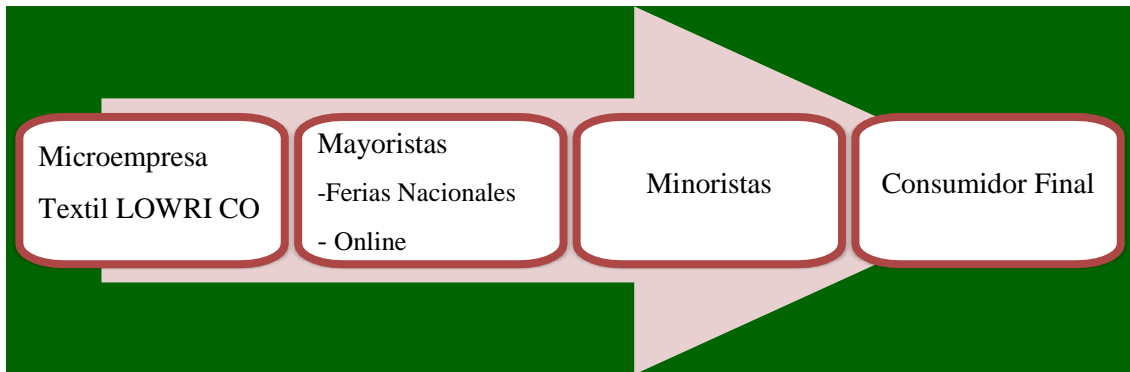 Microempresa
Textil LOWRI CO
Mayoristas
-Ferias Nacionales
- Online
Minoristas
Consumidor Final